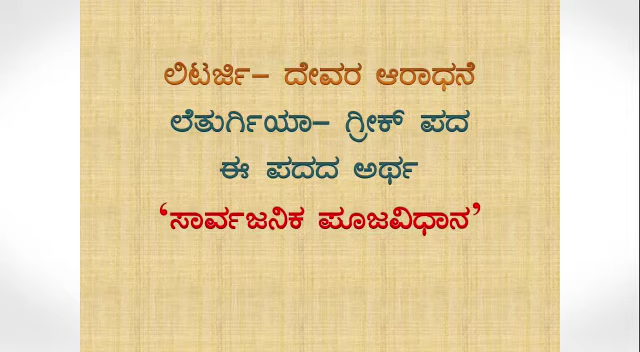 ಲಿಟರ್ಜಿ– ದೇವರ ಆರಾಧನೆ
ಲೆತುರ್ಗಿಯಾ– ಗ್ರೀಕ್ ಪದ
ಈ ಪದದ ಅರ್ಥ
‘ಸಾರ್ವಜನಿಕ ಪೂಜವಿಧಾನ’